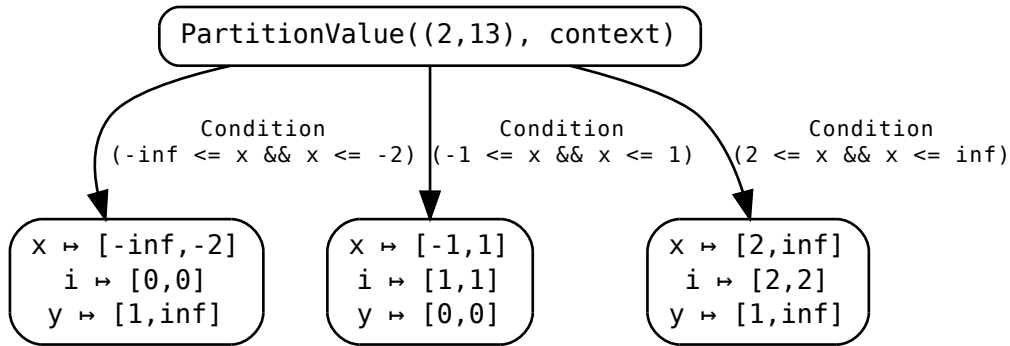 PartitionValue((2,13), context)
Condition
(-inf <= x && x <= -2)
Condition
(-1 <= x && x <= 1)
Condition
(2 <= x && x <= inf)
x ↦ [-inf,-2]
i ↦ [0,0]
y ↦ [1,inf]
x ↦ [-1,1]
i ↦ [1,1]
y ↦ [0,0]
x ↦ [2,inf]
i ↦ [2,2]
y ↦ [1,inf]